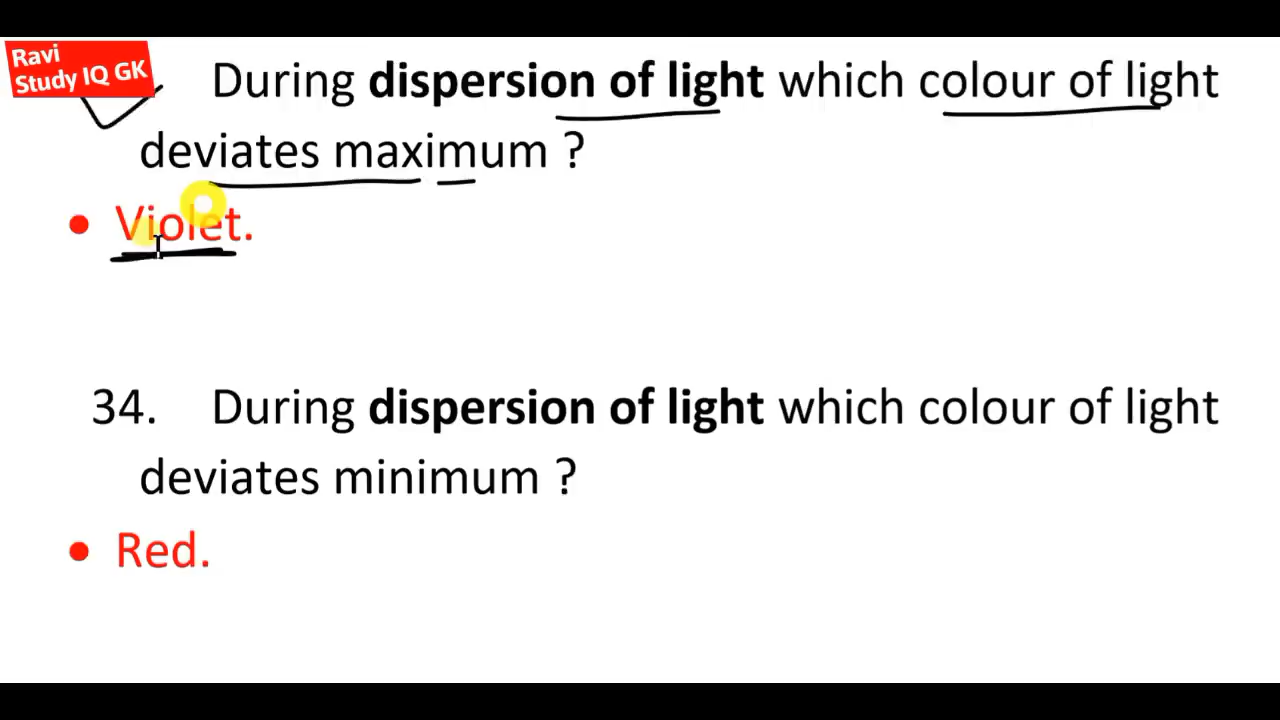 Ravi
Study IQ GK
During dispersion of light which colour of light
deviates maximum ?
• Violet.
34. During dispersion of light which colour of light
deviates minimum ?
• Red.